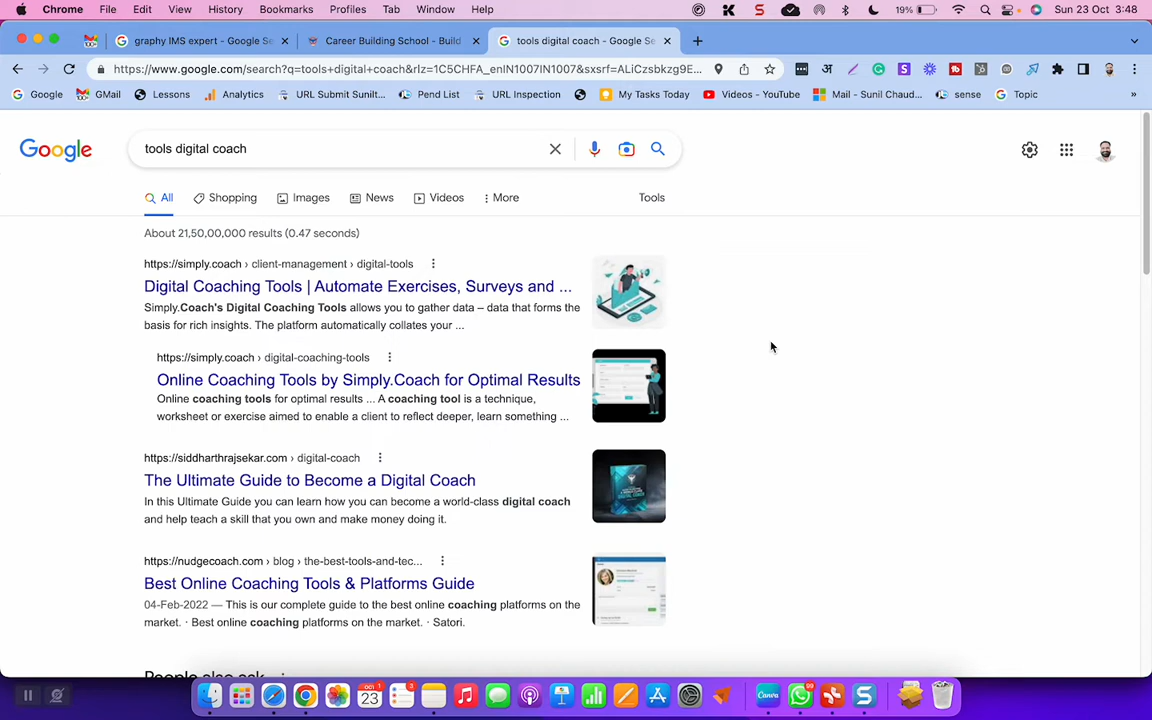 Chrome File Edit View History Bookmarks Profiles Tab Window Help 19% Sun 23 Oct 3:48
graphy IMS expert - Google Se
Career Building School - Build
tools digital coach - Google Se
https://www.google.com/search?q=tools+digital+coach&rlz=1C5CHFA_enIN1007IN1007&sxsrf=ALiCzsbkzg9E...
Google GMail Lessons Analytics URL Submit Sunilt... Pend List URL Inspection My Tasks Today Videos - YouTube Mail - Sunil Chaud... sense Topic »
Google
tools digital coach
All Shopping Images News Videos More Tools
About 21,50,00,000 results (0.47 seconds)
https://simply.coach › client-management › digital-tools
Digital Coaching Tools | Automate Exercises, Surveys and ...
Simply.Coach's Digital Coaching Tools allows you to gather data – data that forms the
basis for rich insights. The platform automatically collates your ...
https://simply.coach › digital-coaching-tools
Online Coaching Tools by Simply.Coach for Optimal Results
Online coaching tools for optimal results ... A coaching tool is a technique,
worksheet or exercise aimed to enable a client to reflect deeper, learn something ...
https://siddharthrajsekar.com › digital-coach
The Ultimate Guide to Become a Digital Coach
In this Ultimate Guide you can learn how you can become a world-class digital coach
and help teach a skill that you own and make money doing it.
https://nudgecoach.com › blog › the-best-tools-and-tec...
Best Online Coaching Tools & Platforms Guide
04-Feb-2022 — This is our complete guide to the best online coaching platforms on the
market. · Best online coaching platforms on the market. · Satori.
People also ask